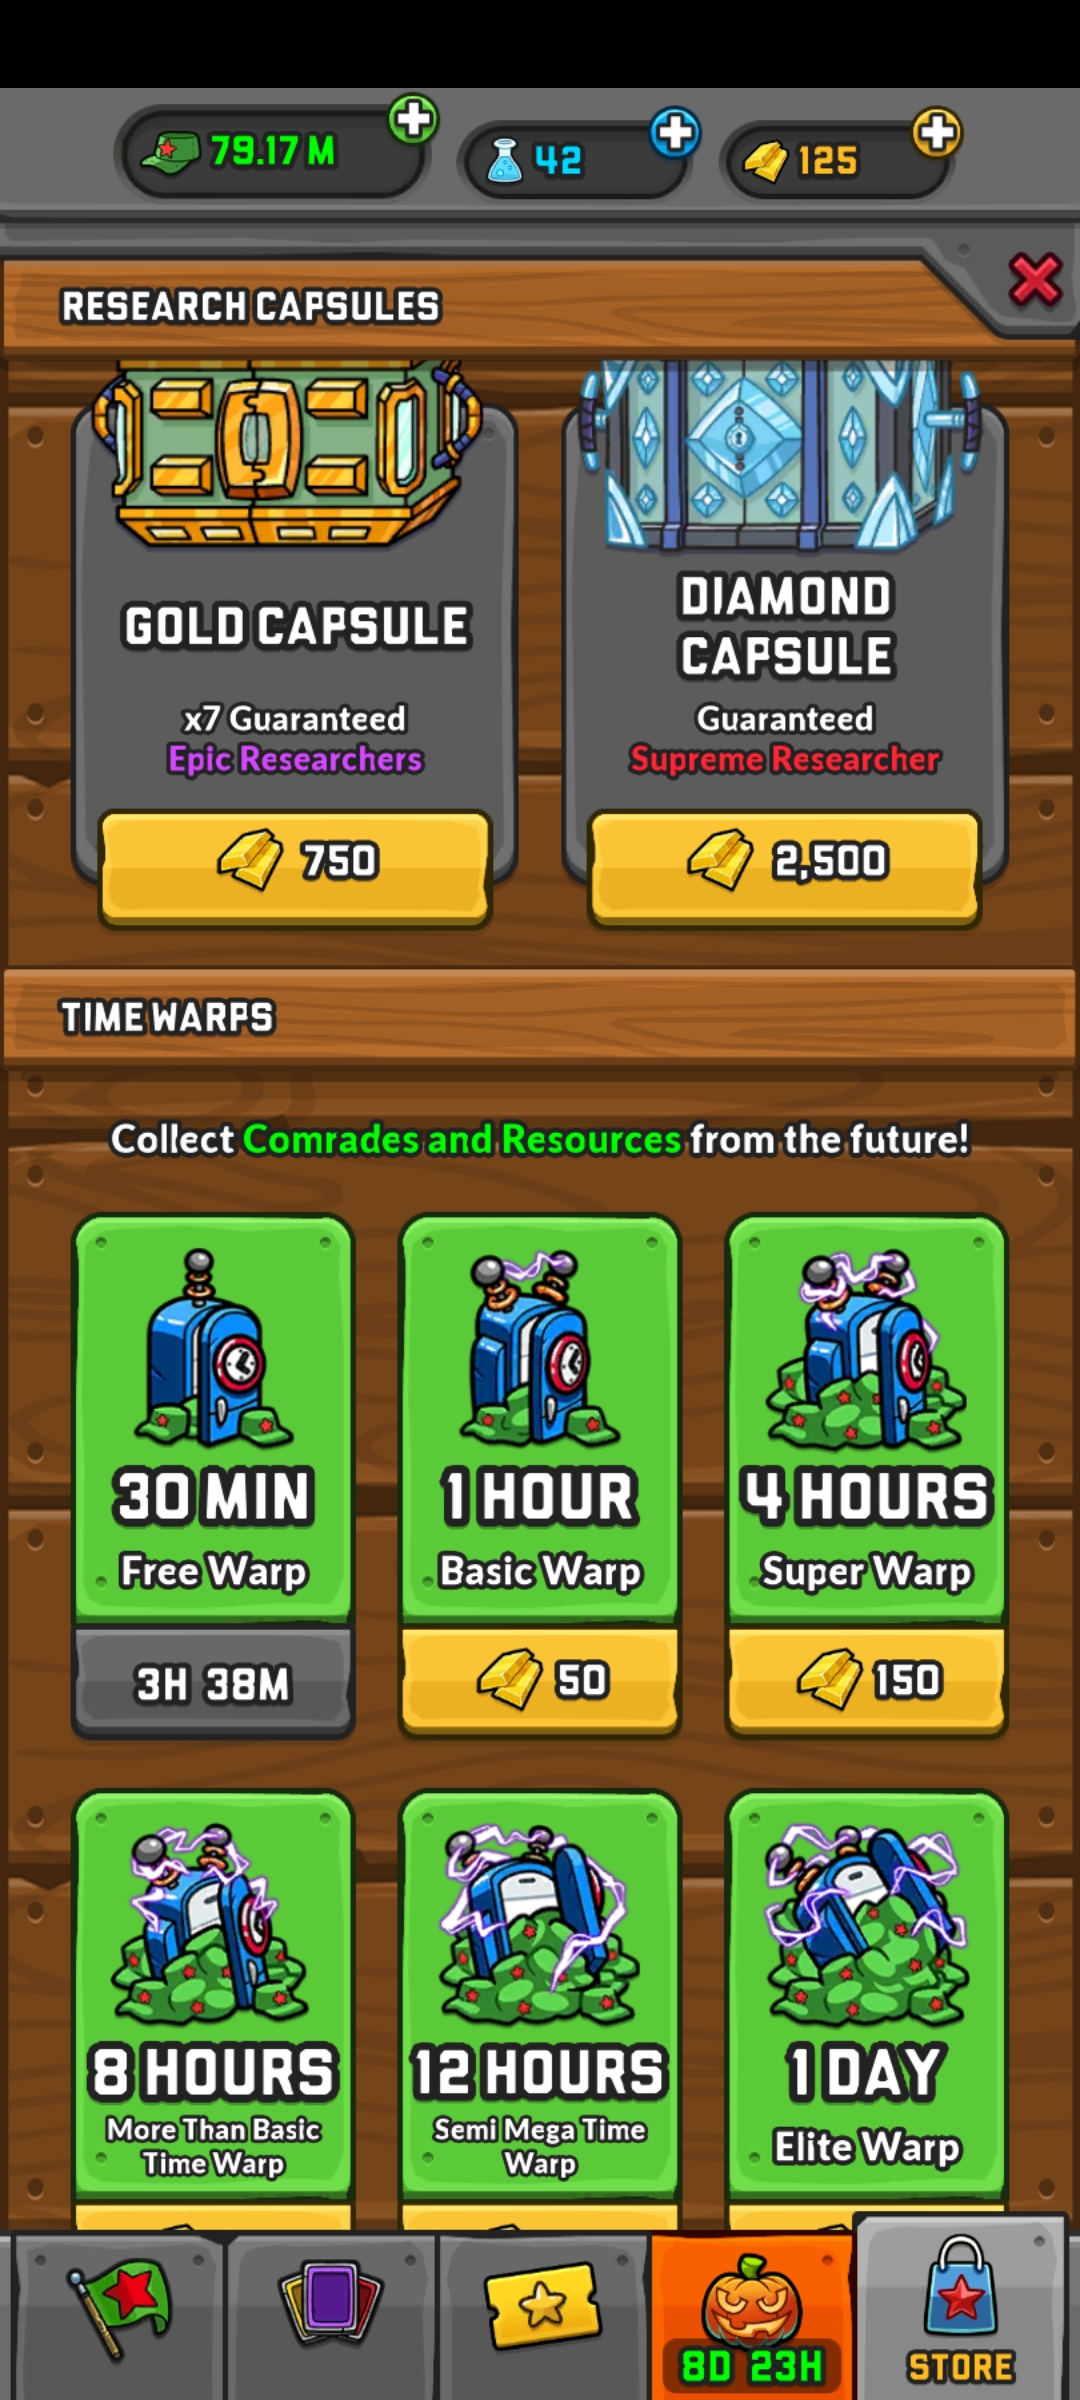 79.17 M
42
125
RESEARCH CAPSULES
GOLD CAPSULE
x7 Guaranteed
Epic Researchers
750
DIAMOND
CAPSULE
Guaranteed
Supreme Researcher
2,500
TIME WARPS
Collect Comrades and Resources from the future!
30 MIN
Free Warp
3H 38M
1 HOUR
Basic Warp
50
4 HOURS
Super Warp
150
8 HOURS
More Than Basic
Time Warp
12 HOURS
Semi Mega Time
Warp
1 DAY
Elite Warp
8D 23H
STORE